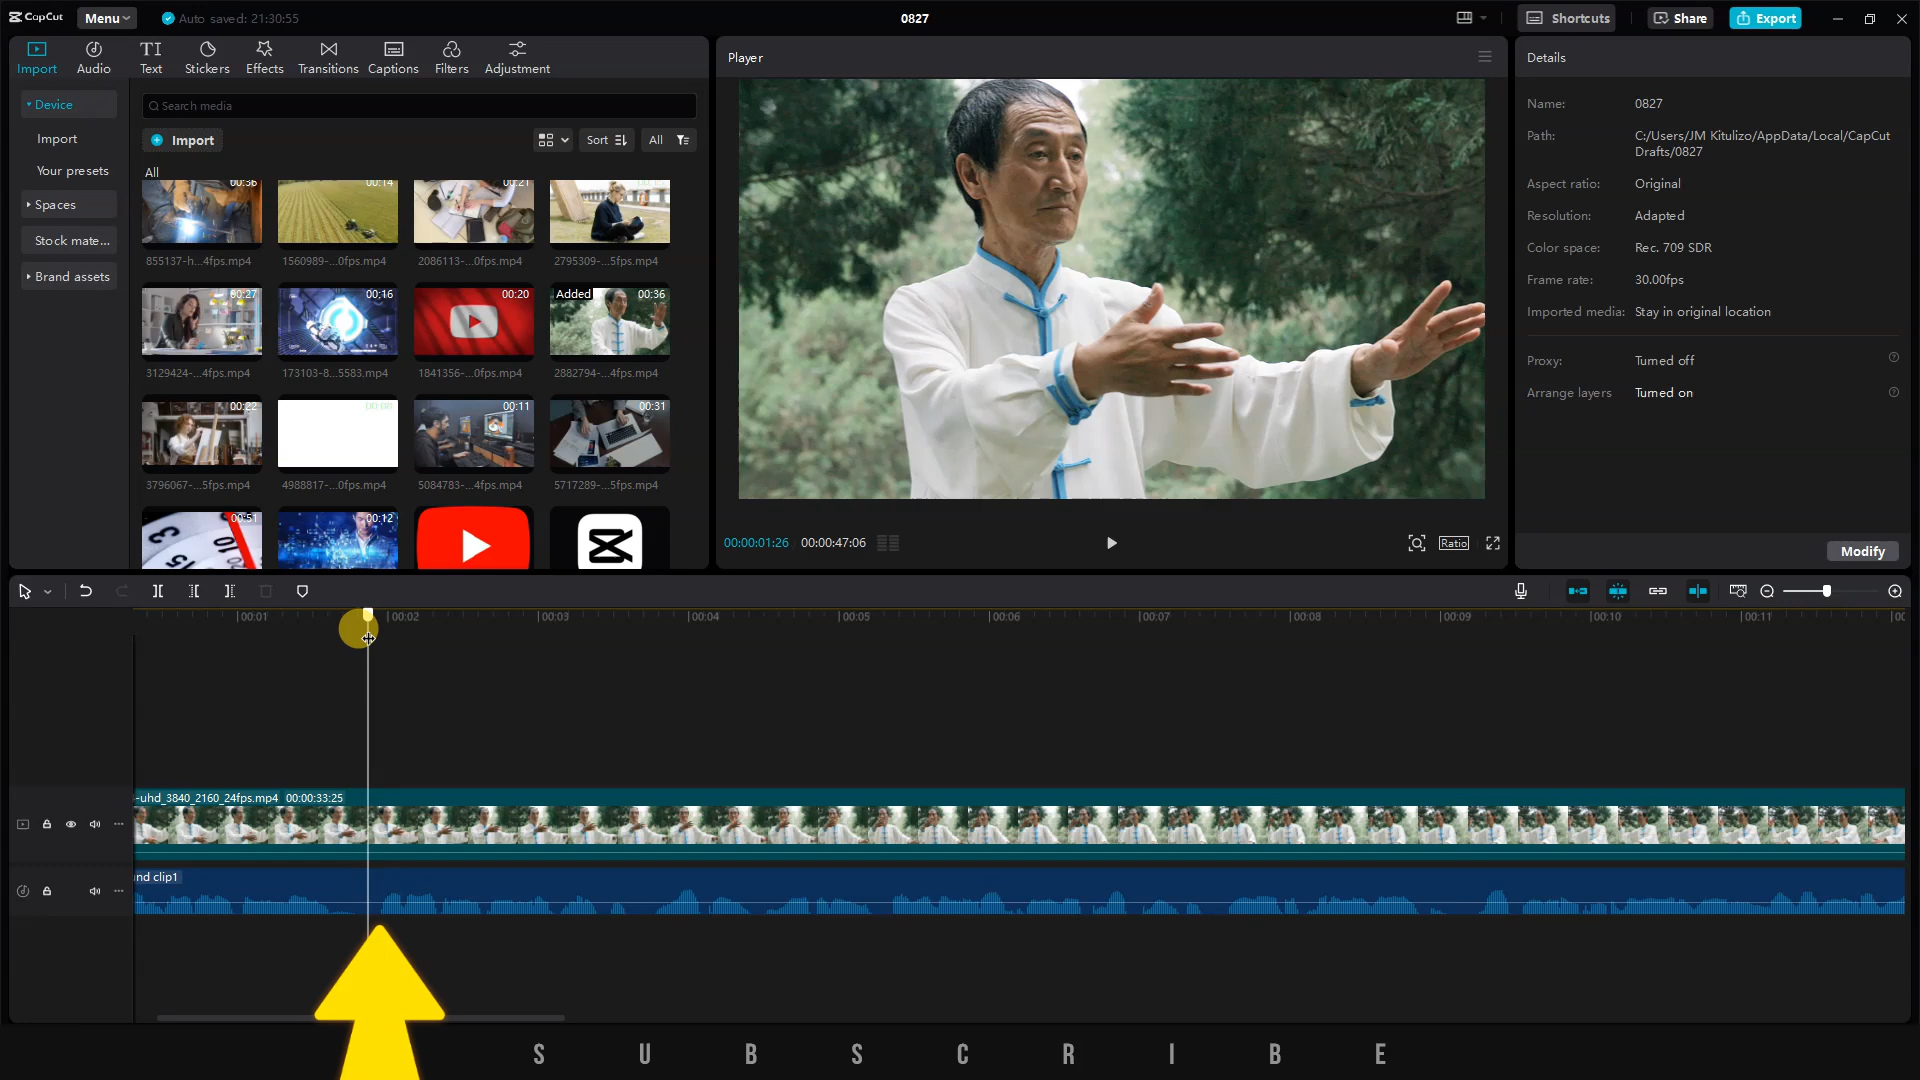 CapCut
Menu
Auto saved: 21:30:55
0827
Shortcuts
Share
Export
Import
Audio
TI
Text
Stickers
Effects
Transitions
Captions
Filters
Adjustment
Device
Import
Your presets
Spaces
Stock mate...
Brand assets
Search media
Import
Sort
All
All
00:36
00:14
00:21
855137-h...4fps.mp4
1560989-...0fps.mp4
2086113-...0fps.mp4
2795309-...5fps.mp4
00:27
00:16
00:20
Added
00:36
3129424-...4fps.mp4
173103-8...5583.mp4
1841356-...0fps.mp4
2882794-...4fps.mp4
00:22
00:11
00:31
3796067-...5fps.mp4
4988817-...0fps.mp4
5084783-...4fps.mp4
5717289-...5fps.mp4
00:51
00:12
Player
00:00:01:26
00:00:47:06
Ratio
Details
Name: 0827
Path: C:/Users/JM Kitulizo/AppData/Local/CapCut
Drafts/0827
Aspect ratio: Original
Resolution: Adapted
Color space: Rec. 709 SDR
Frame rate: 30.00fps
Imported media: Stay in original location
Proxy: Turned off
Arrange layers Turned on
Modify
00:01
00:02
00:03
00:04
00:05
00:06
00:07
00:08
00:09
00:10
00:11
-uhd_3840_2160_24fps.mp4 00:00:33:25
nd clip1
S U B S C R I B E